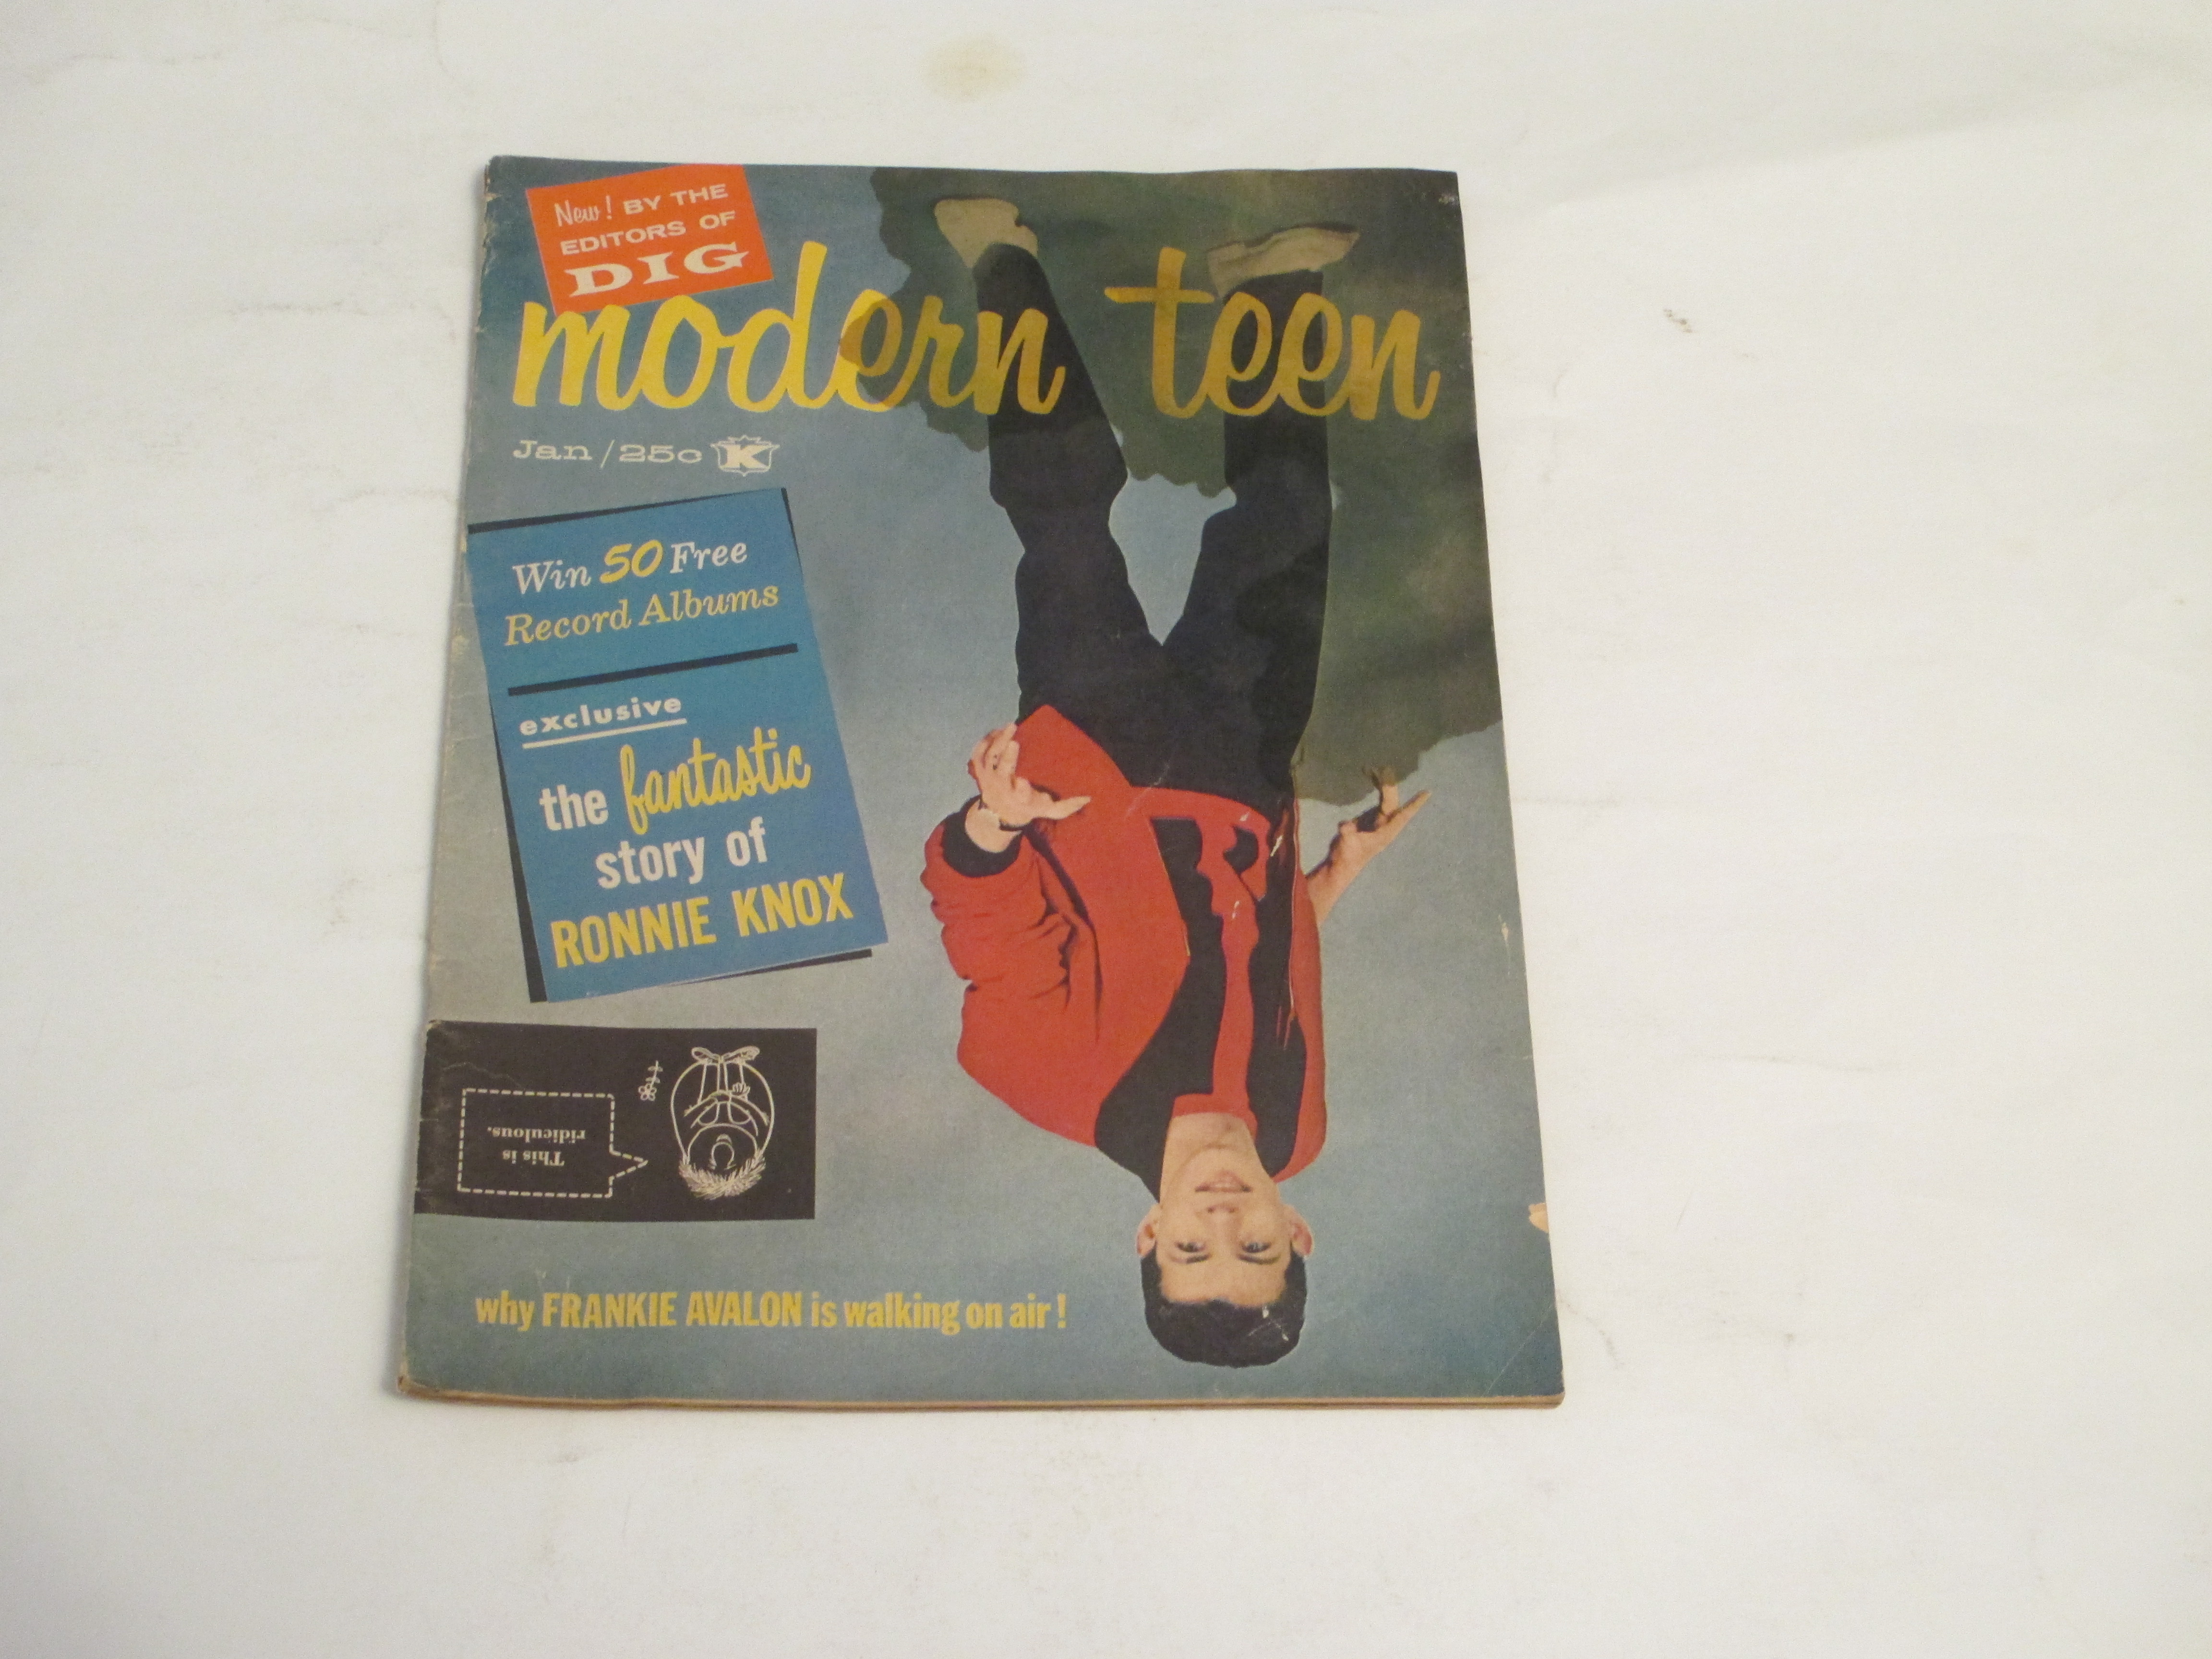 New! BY THE
EDITORS OF
DIG
modern teen
Jan/25c K
Win 50 Free
Record Albums
exclusive
the fantastic
story of
RONNIE KNOX
This is
ridiculous.
why FRANKIE AVALON is walking on air!